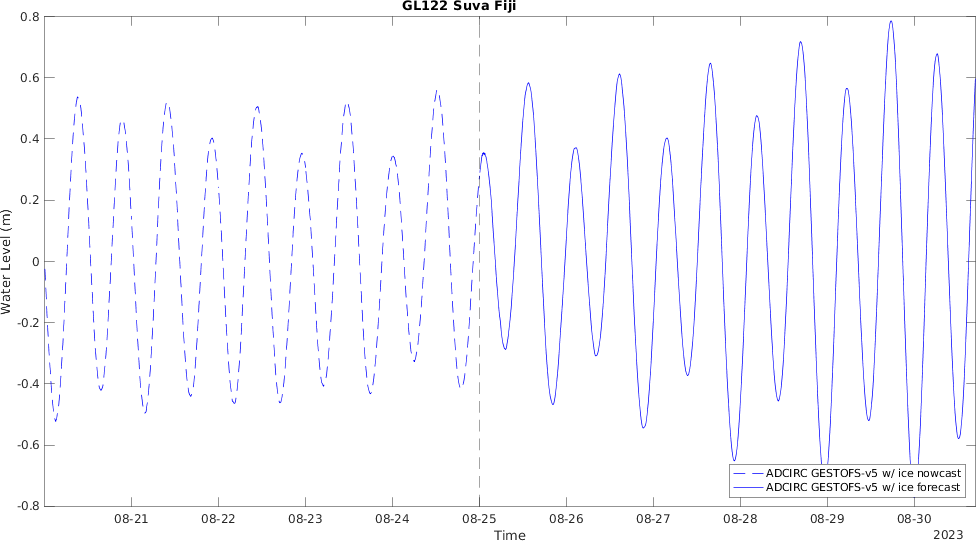 GL122 Suva Fiji
Water Level (m)
0.8
0.6
0.4
0.2
0
-0.2
-0.4
-0.6
-0.8
ADCIRC GESTOFS-v5 w/ ice nowcast
ADCIRC GESTOFS-v5 w/ ice forecast
08-21 08-22 08-23 08-24 08-25 08-26 08-27 08-28 08-29 08-30
Time
2023